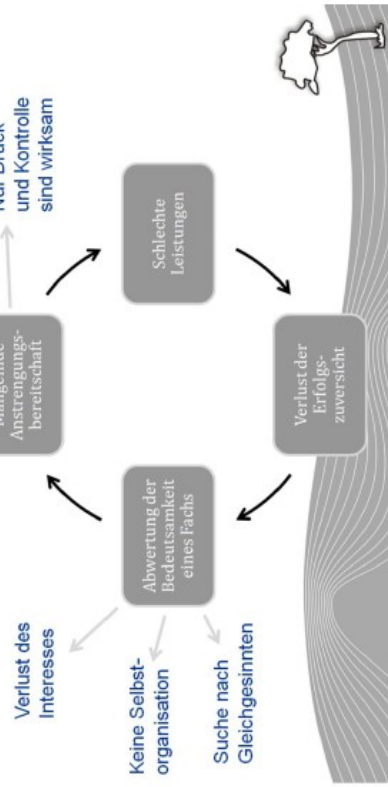 Nur Druck
und Kontrolle
sind wirksam
Mangelnde
Anstrengungs-
bereitschaft
Schlechte
Leistungen
Verlust der
Erfolgs-
zuversicht
Abwertung der
Bedeutsamkeit
eines Fachs
Verlust des
Interesses
Keine Selbst-
organisation
Suche nach
Gleichgesinnten